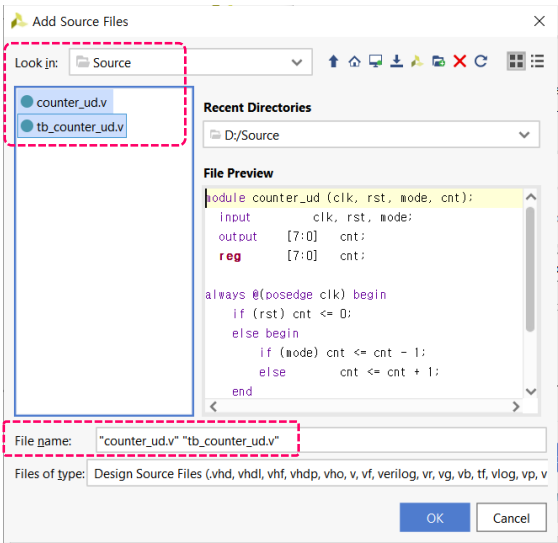 Add Source Files
Look in: Source
counter_ud.v
tb_counter_ud.v
Recent Directories
D:/Source
File Preview
module counter_ud (clk, rst, mode, cnt);
input clk, rst, mode;
output [7:0] cnt;
reg [7:0] cnt;
always @(posedge clk) begin
if (rst) cnt <= 0;
else begin
if (mode) cnt <= cnt - 1;
else cnt <= cnt + 1;
end
File name: "counter_ud.v" "tb_counter_ud.v"
Files of type: Design Source Files (.vhd, vhdl, vhf, vhdp, vho, v, vf, verilog, vr, vg, vb, tf, vlog, vp, v
OK Cancel